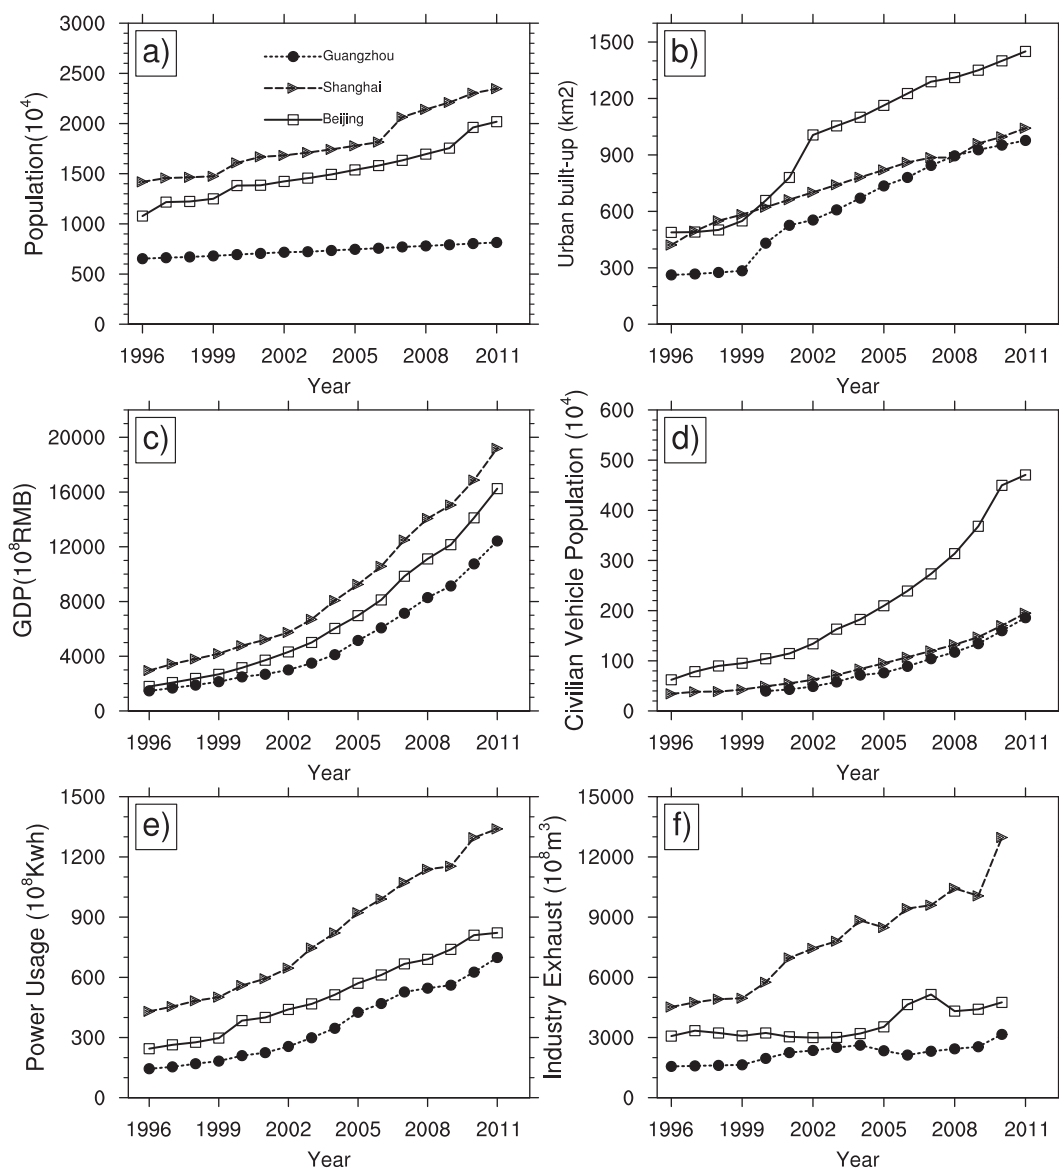 a)
Guangzhou
Shanghai
Beijing
3000
2500
2000
1500
1000
500
0
Population(10⁴)
1996 1999 2002 2005 2008 2011
Year
b)
1500
1200
900
600
300
0
Urban built-up (km2)
1996 1999 2002 2005 2008 2011
Year
c)
20000
16000
12000
8000
4000
0
GDP(10⁸RMB)
1996 1999 2002 2005 2008 2011
Year
d)
600
500
400
300
200
100
0
Civilian Vehicle Population (10⁴)
1996 1999 2002 2005 2008 2011
Year
e)
1500
1200
900
600
300
0
Power Usage (10⁸Kwh)
1996 1999 2002 2005 2008 2011
Year
f)
15000
12000
9000
6000
3000
0
Industry Exhaust (10⁸m³)
1996 1999 2002 2005 2008 2011
Year